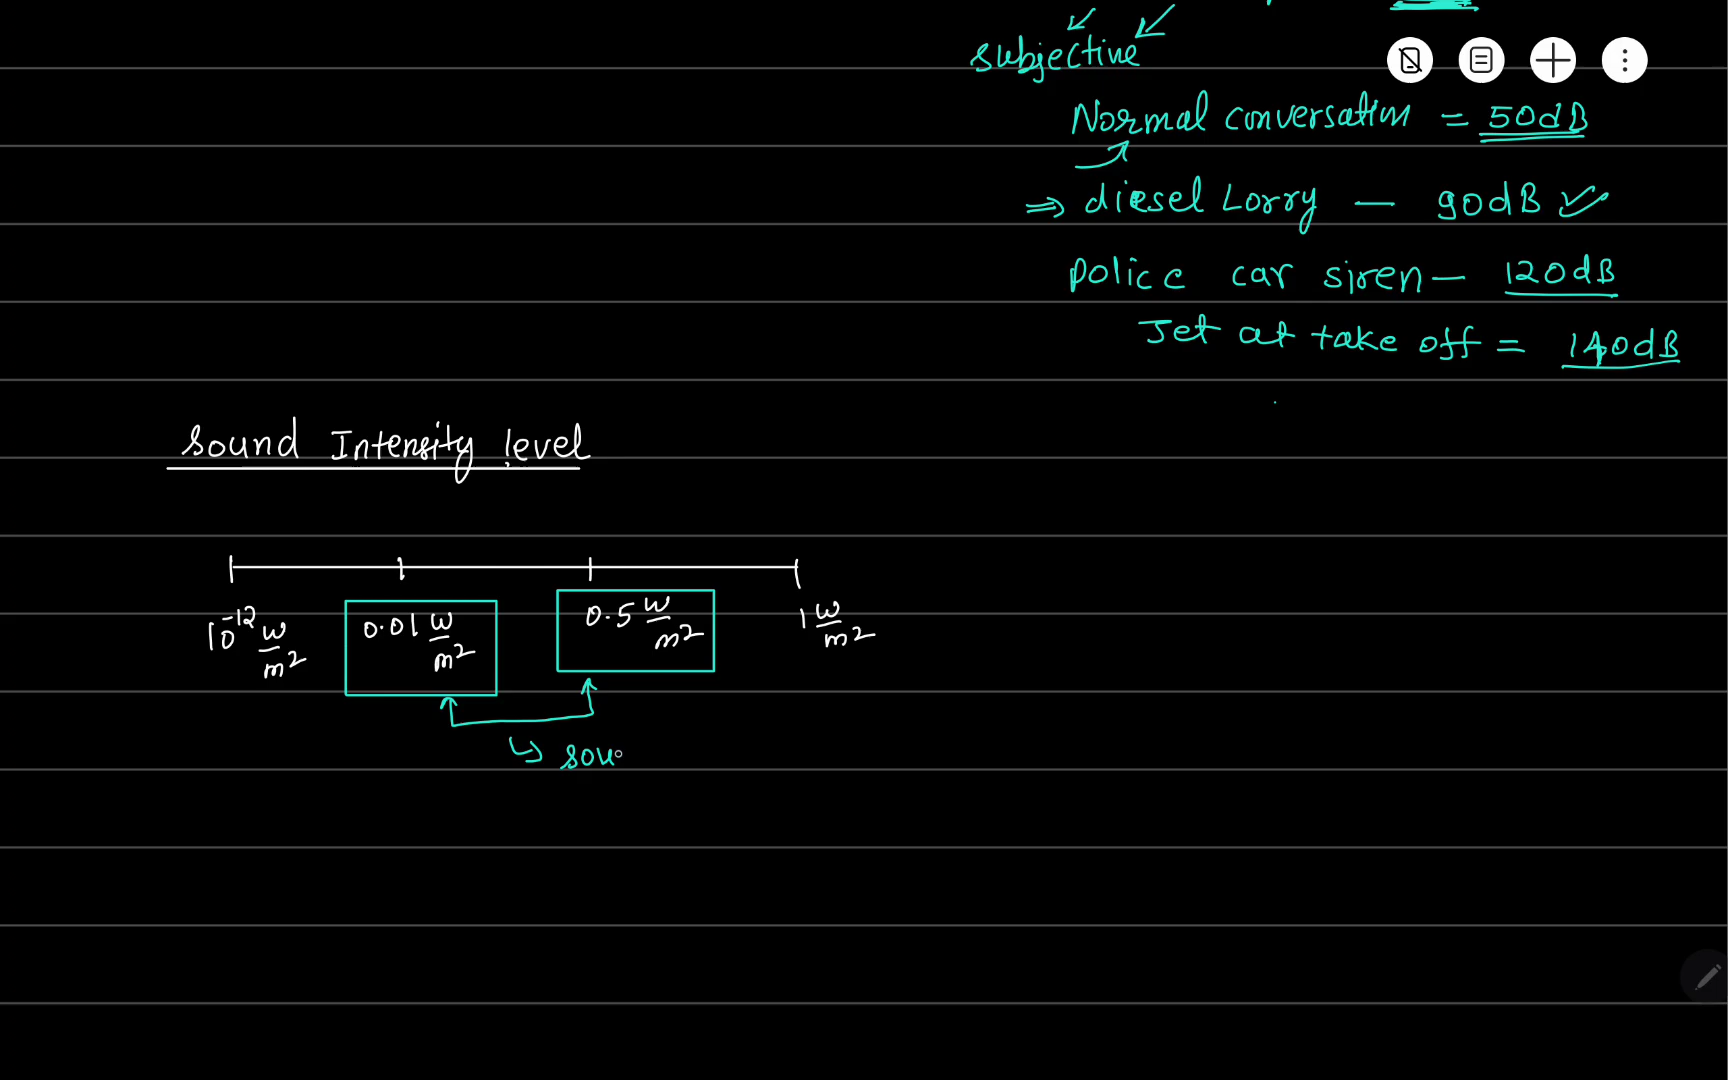 subjective
Normal conversation = 50dB
⇒ diesel Lorry — 90dB ✓
police car siren — 120dB
Jet at take off = 140dB
Sound Intensity level
10⁻¹² w/m² 0.01 w/m² 0.5 w/m² 1 w/m²
↳ sou